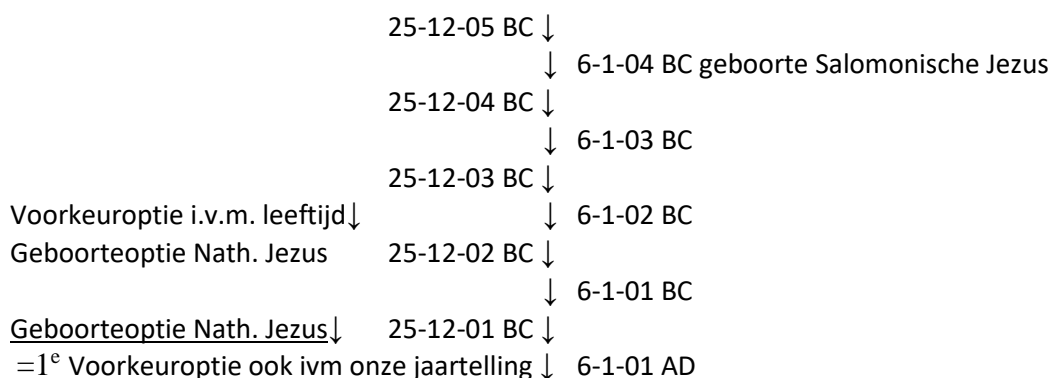 25-12-05 BC ↓
↓ 6-1-04 BC geboorte Salomonische Jezus
25-12-04 BC ↓
↓ 6-1-03 BC
25-12-03 BC ↓
Voorkeuroptie i.v.m. leeftijd↓ ↓ 6-1-02 BC
Geboorteoptie Nath. Jezus 25-12-02 BC ↓
↓ 6-1-01 BC
Geboorteoptie Nath. Jezus↓ 25-12-01 BC ↓
=1e Voorkeuroptie ook ivm onze jaartelling ↓ 6-1-01 AD